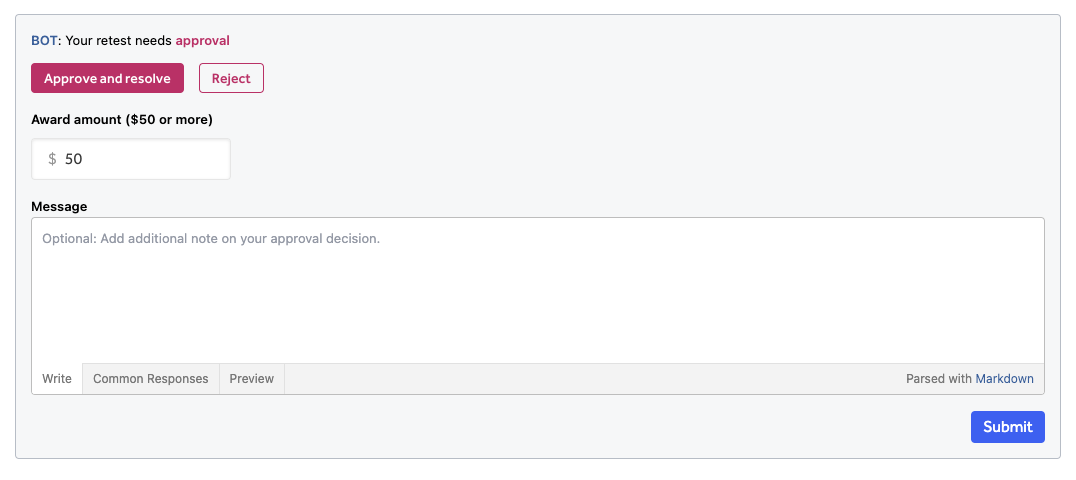 BOT: Your retest needs approval
Approve and resolve Reject
Award amount ($50 or more)
$ 50
Message
Optional: Add additional note on your approval decision.
Write Common Responses Preview Parsed with Markdown
Submit